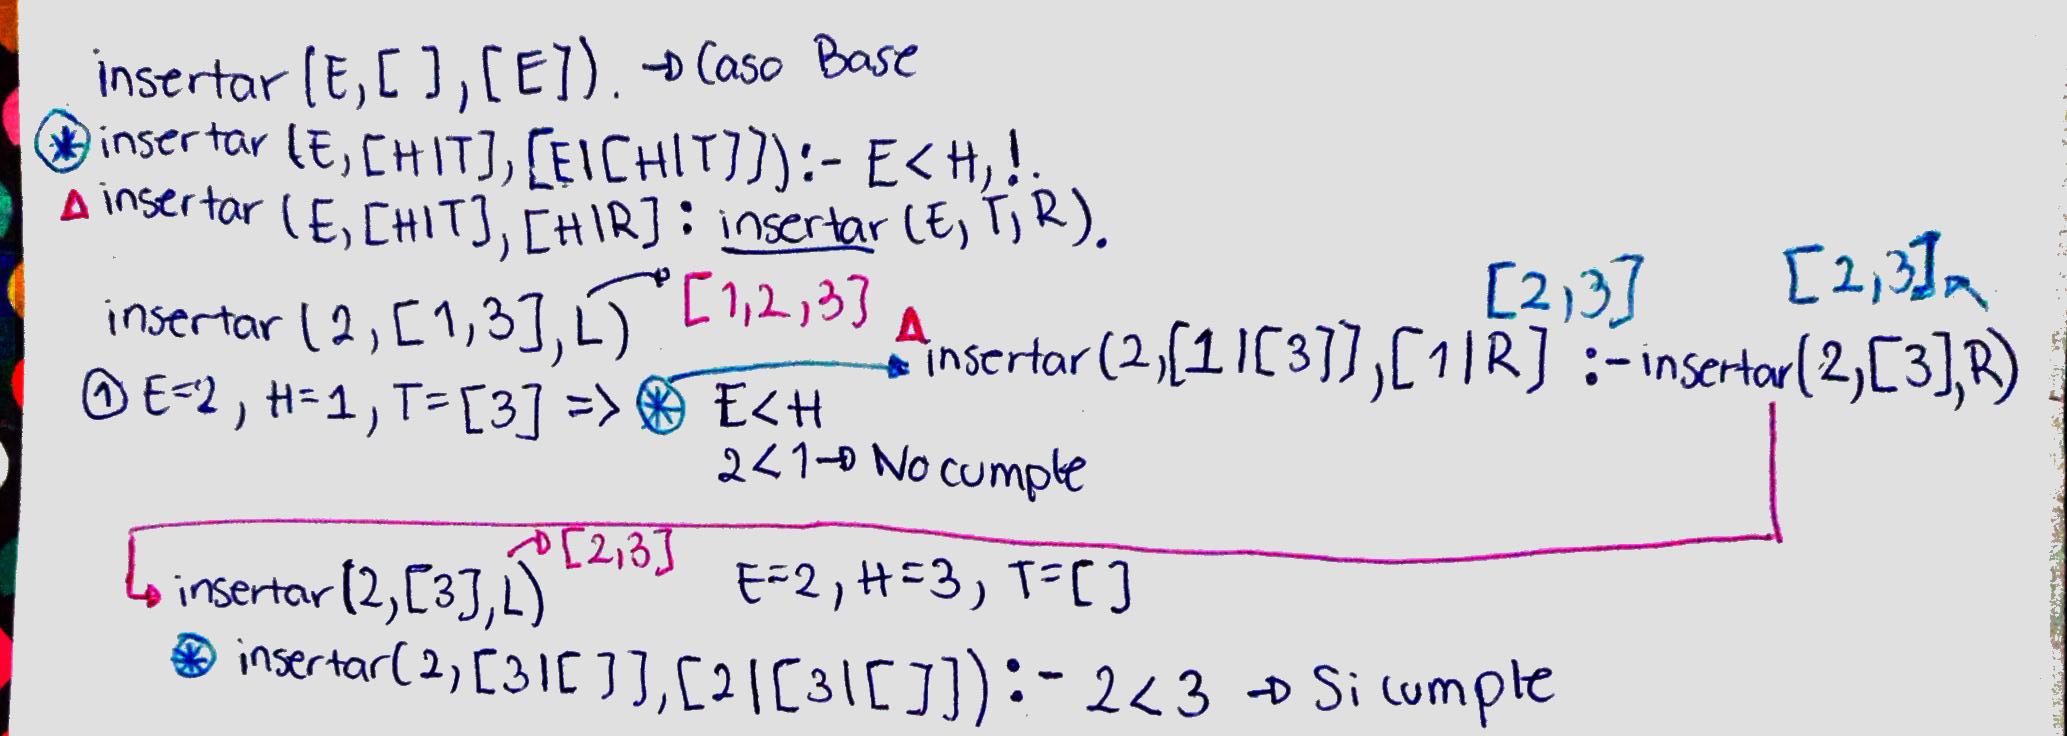 insertar (E,[ ],[E]). → Caso Base
⊛ insertar (E,[H|T],[E|[H|T]]):- E<H,!.
Δ insertar (E,[H|T],[H|R] : insertar (E,T,R).
insertar (2,[1,3],L) → [1,2,3]
[2,3] [2,3]
Δ insertar(2,[1|[3]],[1|R] :- insertar(2,[3],R)
① E=2, H=1, T=[3] => ⊛ E<H
2<1 → No cumple
insertar(2,[3],L) → [2,3] E=2, H=3, T=[ ]
⊛ insertar(2,[3|[ ]],[2|[3|[ ]]]):- 2<3 → Si cumple